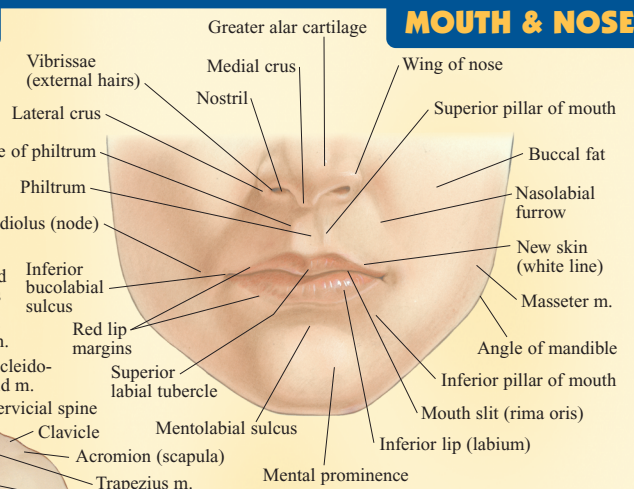 MOUTH & NOSE
Greater alar cartilage
Vibrissae
(external hairs)
Medial crus
Wing of nose
Nostril
Superior pillar of mouth
Lateral crus
of philtrum
Buccal fat
Philtrum
Nasolabial
furrow
(node)
New skin
(white line)
Inferior
bucolabial
sulcus
Masseter m.
Red lip
margins
Angle of mandible
Superior
labial tubercle
Inferior pillar of mouth
m.
spine
Mouth slit (rima oris)
Clavicle
Mentolabial sulcus
Inferior lip (labium)
Acromion (scapula)
Mental prominence
Trapezius m.